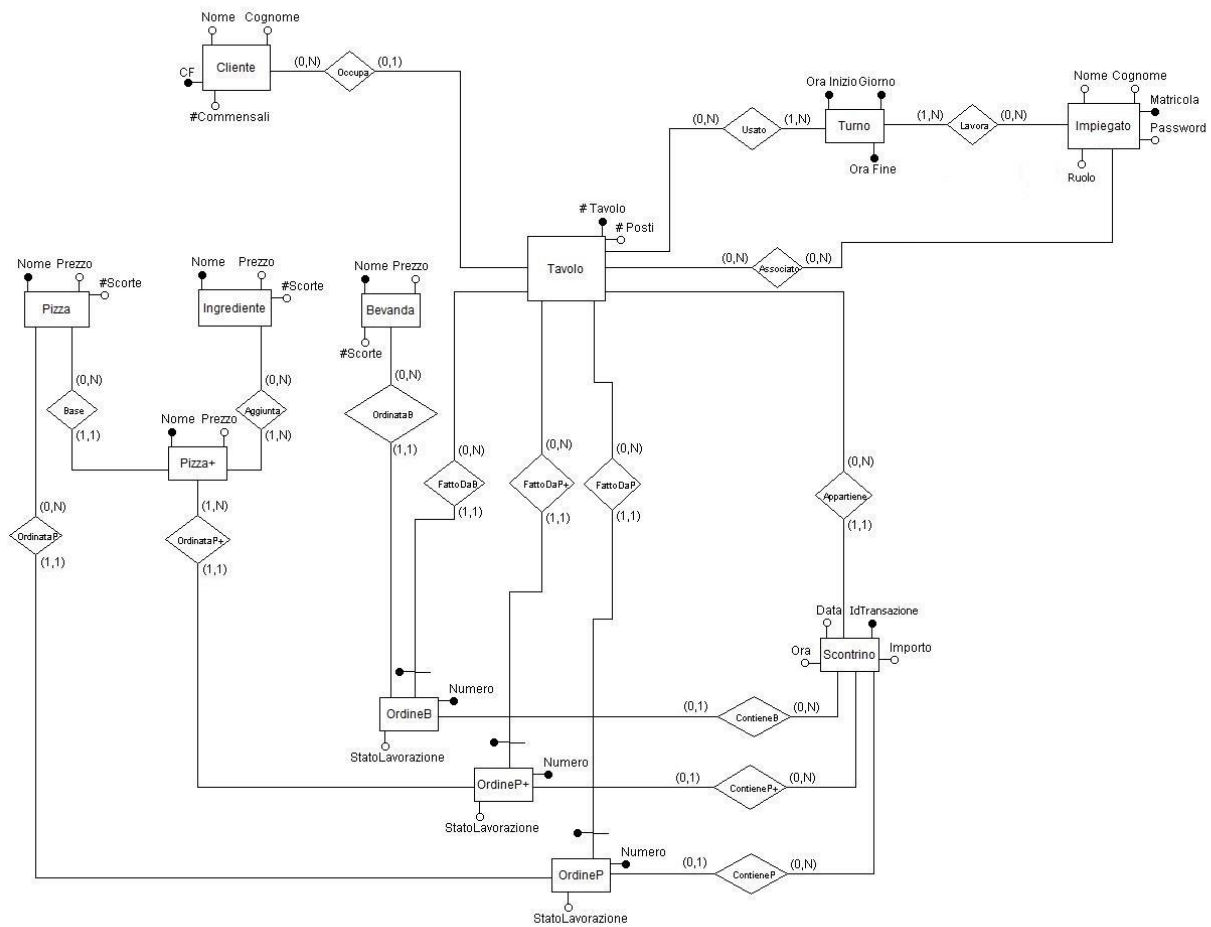 Nome Cognome
CF
Cliente
#Commensali
(0,N)
Occupa
(0,1)
Ora Inizio Giorno
Turno
Ora Fine
(0,N)
Usato
(1,N)
(1,N)
Lavora
(0,N)
Nome Cognome
Matricola
Impiegato
Password
Ruolo
# Tavolo
# Posti
Tavolo
(0,N)
Associato
(0,N)
Nome Prezzo
#Scorte
Pizza
Nome Prezzo
#Scorte
Ingrediente
Nome Prezzo
Bevanda
#Scorte
(0,N)
Base
(1,1)
(0,N)
Aggiunta
(1,N)
Nome Prezzo
Pizza+
(0,N)
OrdinataB
(1,1)
(0,N)
FattoDaB
(1,1)
(0,N)
FattoDaP+
(1,1)
(0,N)
FattoDaP
(1,1)
(0,N)
Appartiene
(1,1)
(0,N)
OrdinataP
(1,1)
(1,N)
OrdinataP+
(1,1)
Data IdTransazione
Ora
Scontrino
Importo
Numero
OrdineB
StatoLavorazione
(0,1)
ContieneB
(0,N)
Numero
OrdineP+
StatoLavorazione
(0,1)
ContieneP+
(0,N)
Numero
OrdineP
StatoLavorazione
(0,1)
ContieneP
(0,N)